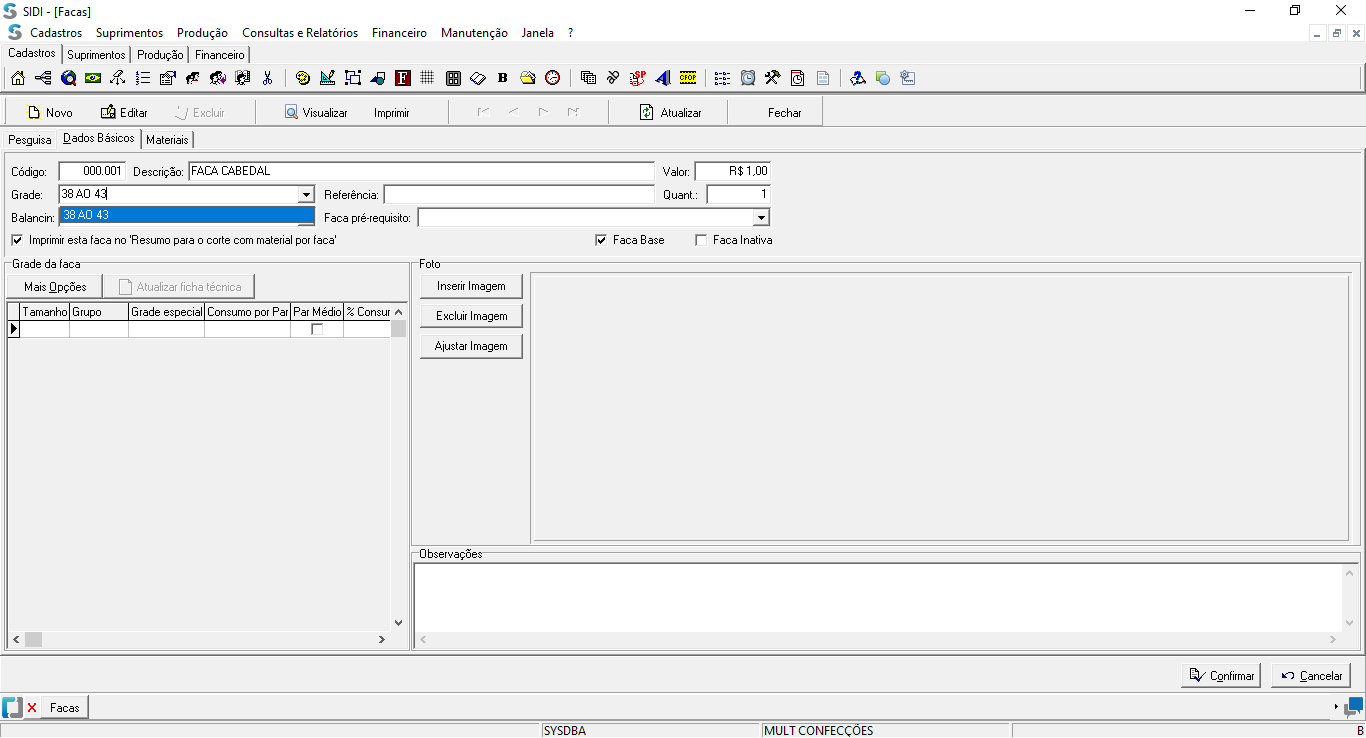 SIDI - [Facas]
Cadastros Suprimentos Produção Consultas e Relatórios Financeiro Manutenção Janela ?
Cadastros Suprimentos Produção Financeiro
F B SP CFOP
Novo Editar Excluir Visualizar Imprimir Atualizar Fechar
Pesquisa Dados Básicos Materiais
Código: 000.001 Descrição: FACA CABEDAL Valor: R$ 1,00
Grade: 38 AO 43 Referência: Quant.: 1
38 AO 43
Balancin: Faca pré-requisito:
Imprimir esta faca no 'Resumo para o corte com material por faca' Faca Base Faca Inativa
Grade da faca
Mais Opções Atualizar ficha técnica
Tamanho Grupo Grade especial Consumo por Par Par Médio % Consur
Foto
Inserir Imagem
Excluir Imagem
Ajustar Imagem
Observações
Confirmar Cancelar
Facas
SYSDBA MULT CONFECÇÕES B